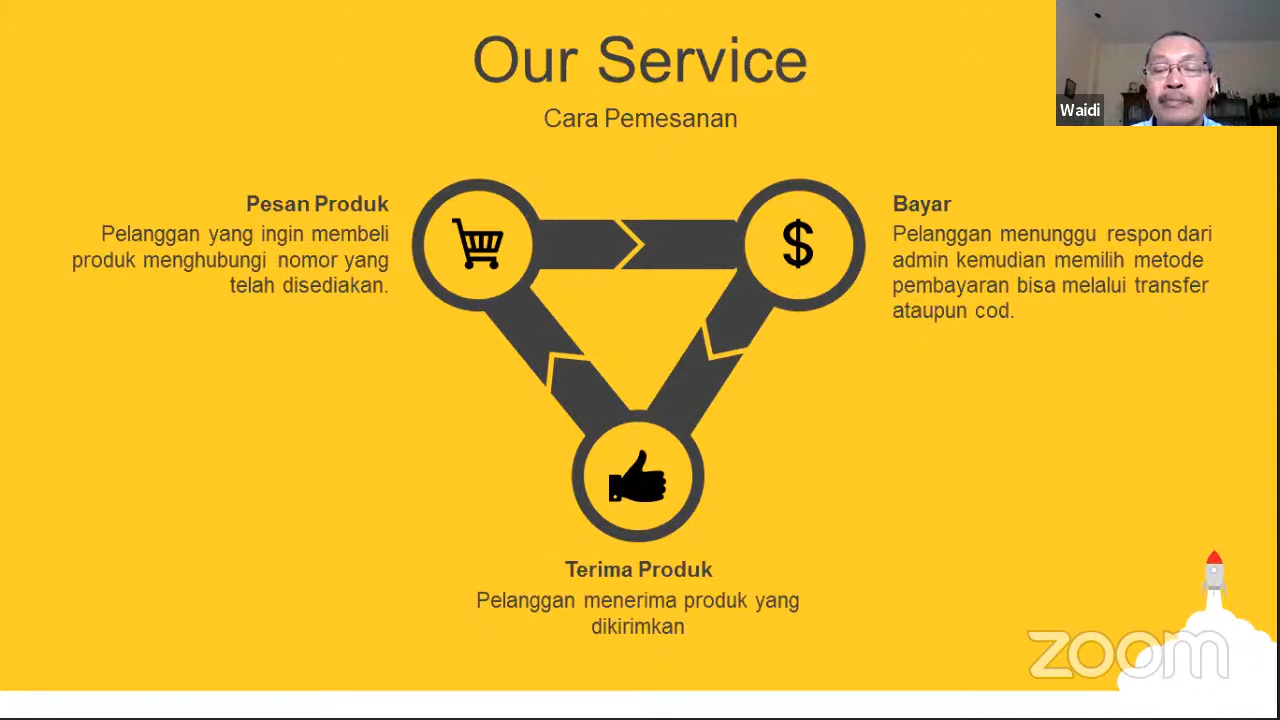 Our Service
Cara Pemesanan
Waidi
Pesan Produk
Pelanggan yang ingin membeli
produk menghubungi nomor yang
telah disediakan.
$
Bayar
Pelanggan menunggu respon dari
admin kemudian memilih metode
pembayaran bisa melalui transfer
ataupun cod.
Terima Produk
Pelanggan menerima produk yang
dikirimkan
zoom